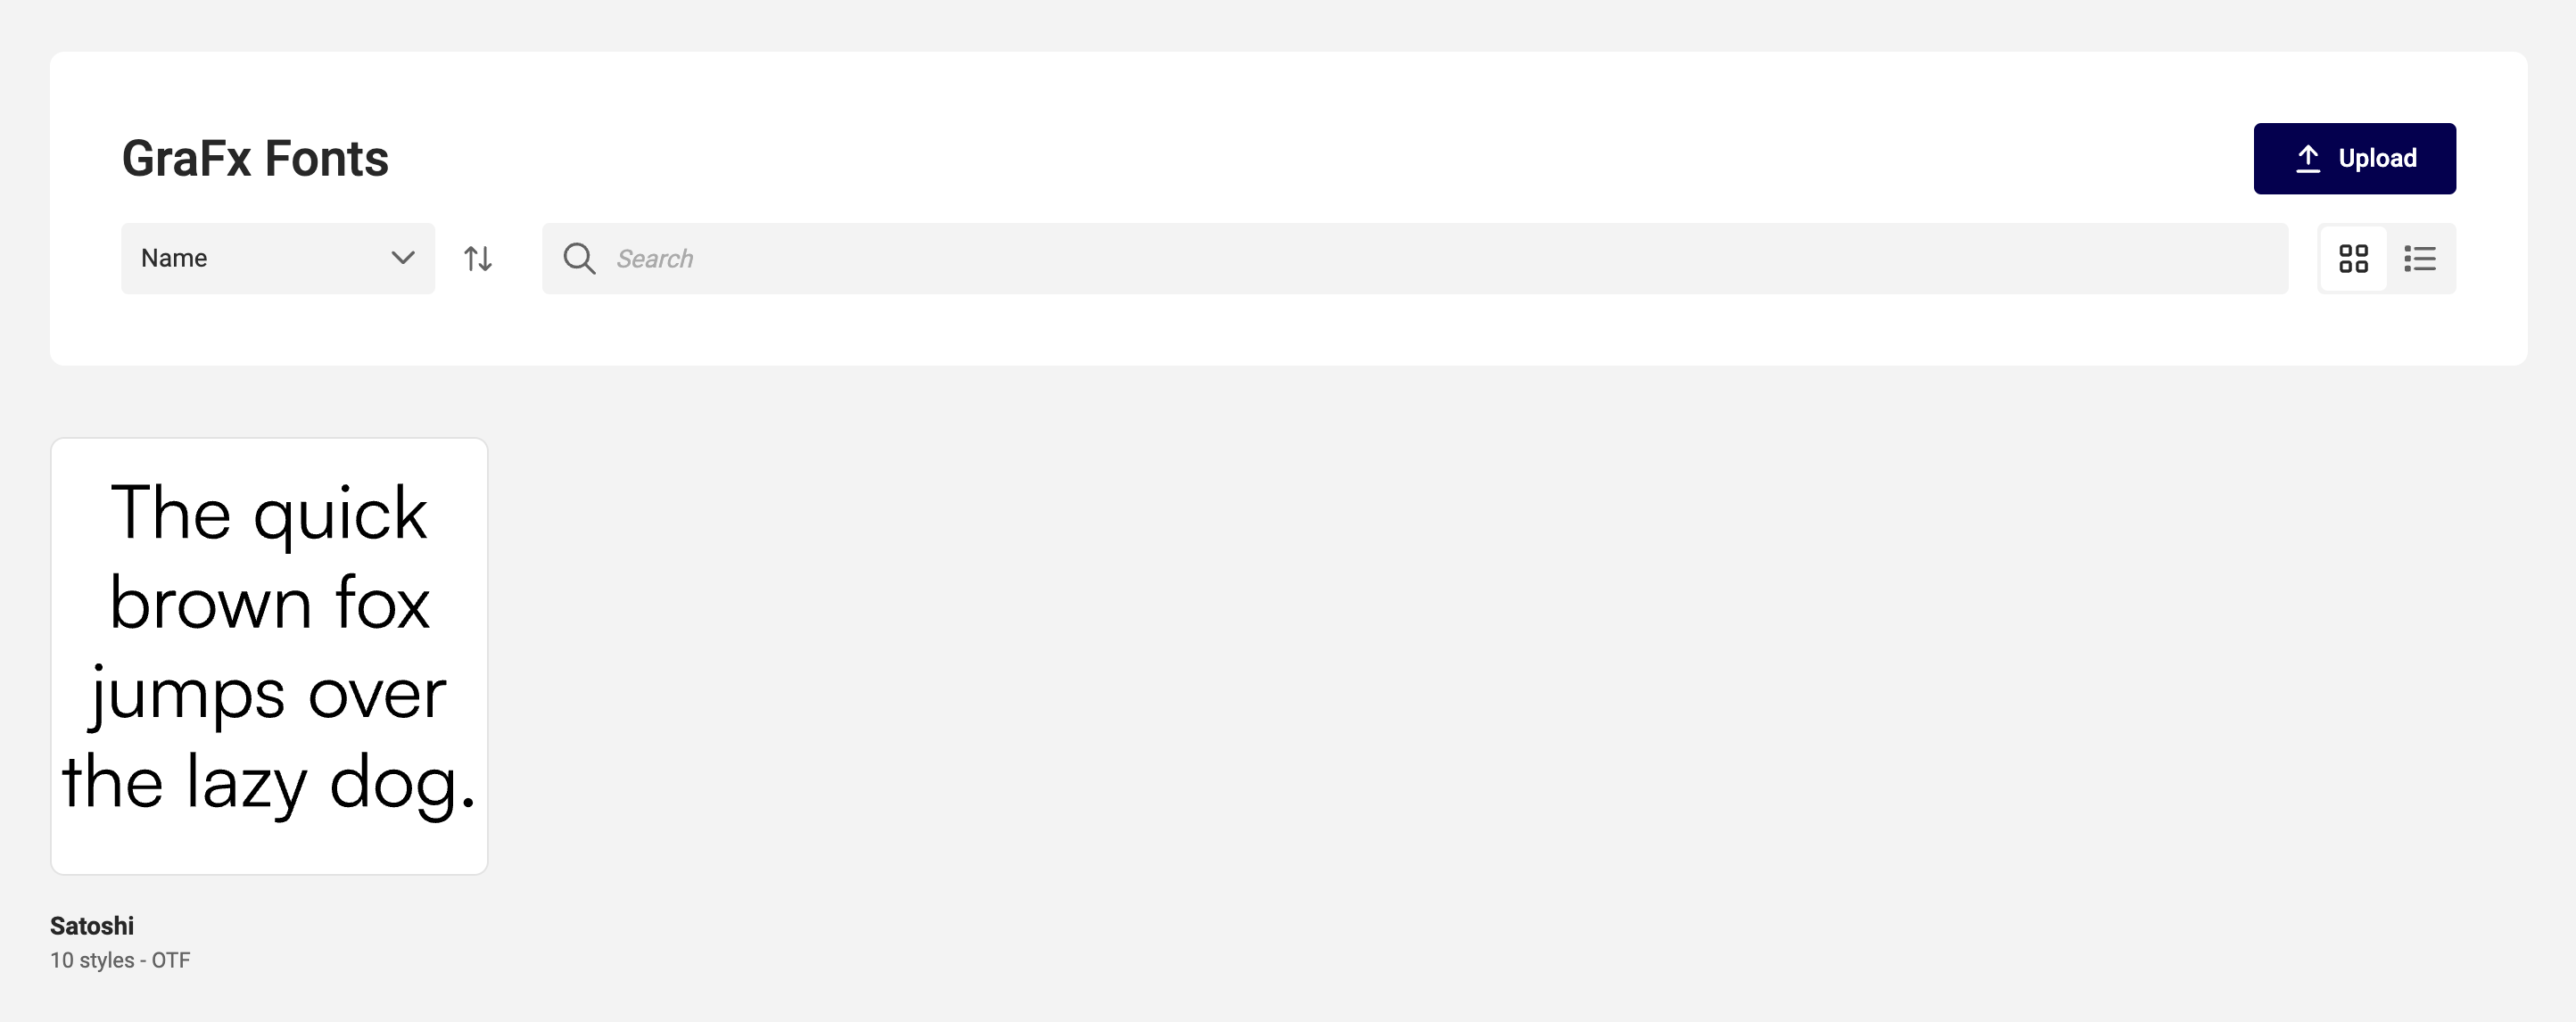 GraFx Fonts
Upload
Name
Search
The quick
brown fox
jumps over
the lazy dog.
Satoshi
10 styles - OTF